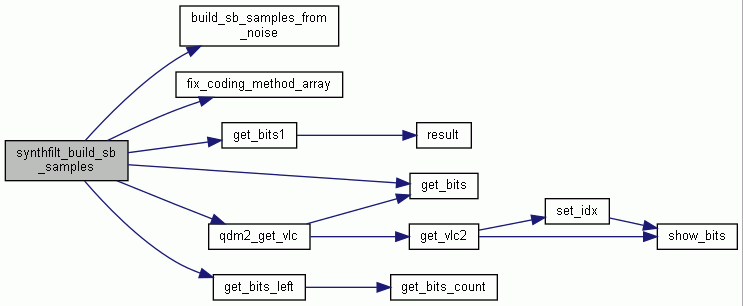 build_sb_samples_from
_noise
fix_coding_method_array
get_bits1
result
synthfilt_build_sb
_samples
get_bits
set_idx
qdm2_get_vlc
get_vlc2
show_bits
get_bits_left
get_bits_count